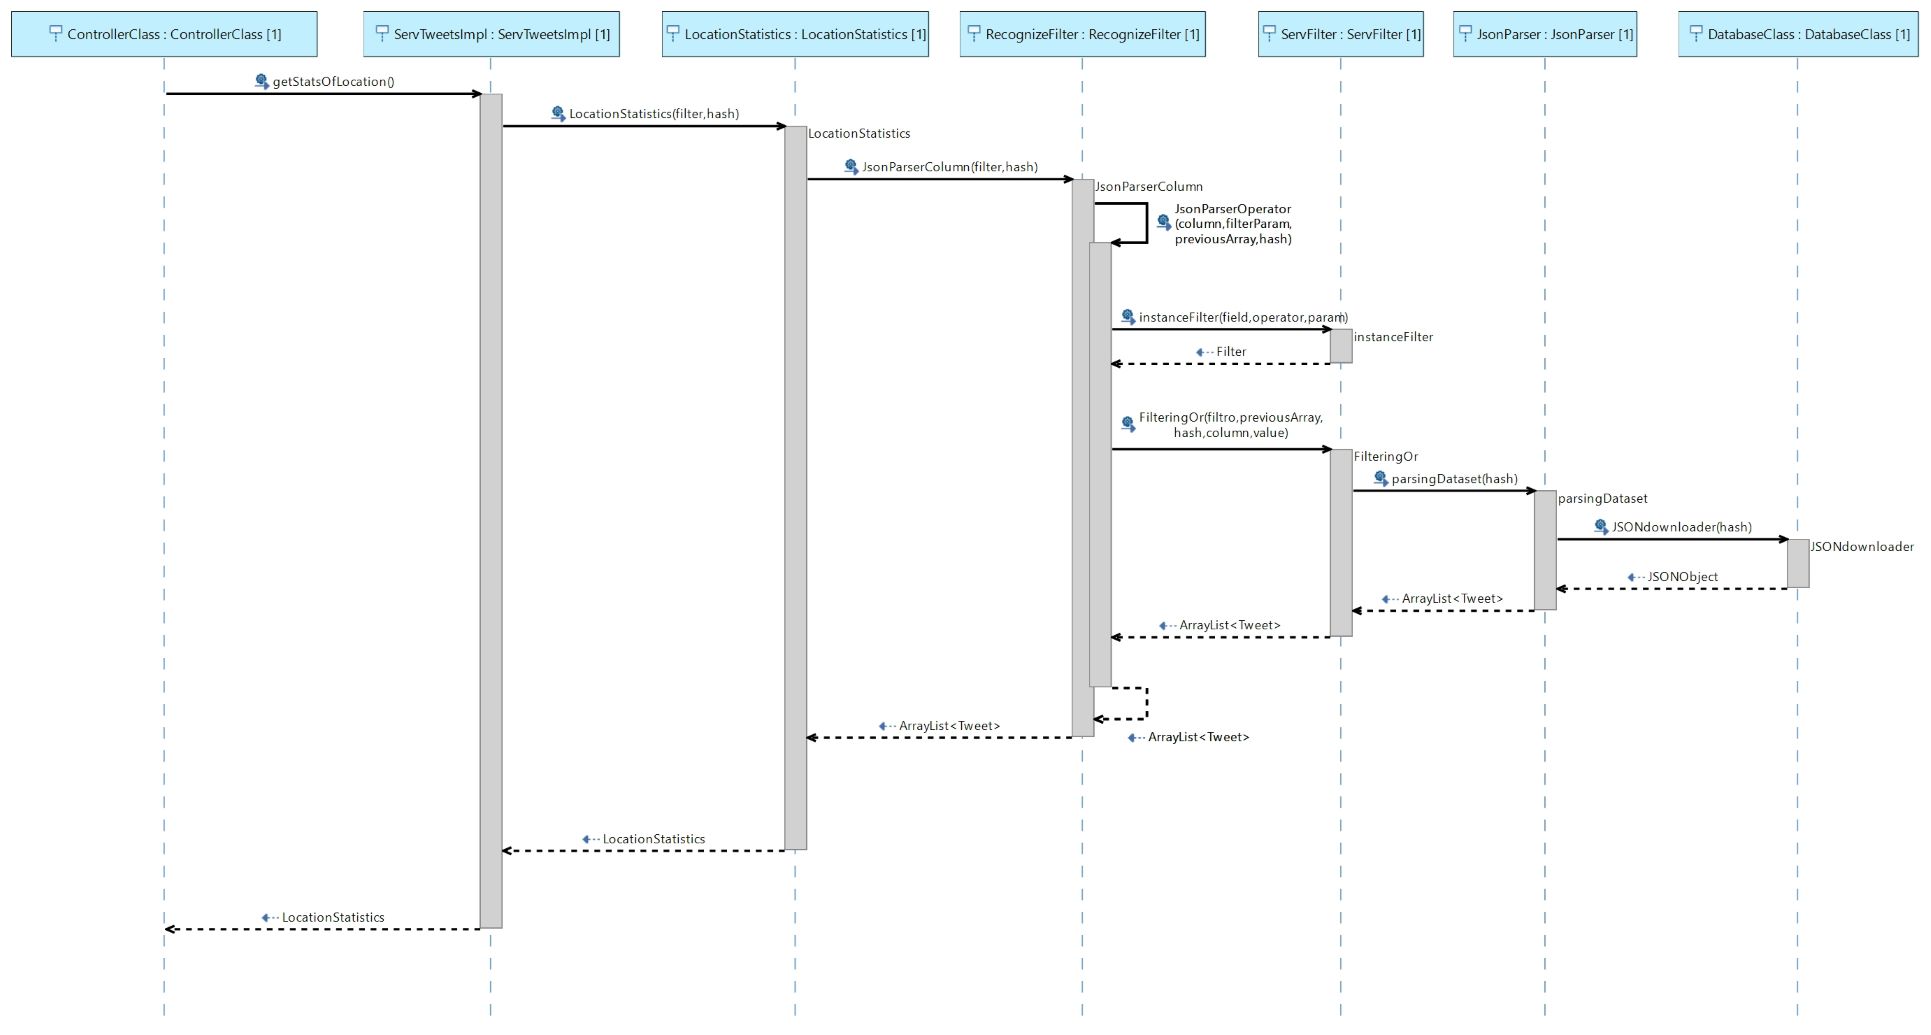 ControllerClass : ControllerClass [1]
ServTweetsImpl : ServTweetsImpl [1]
LocationStatistics : LocationStatistics [1]
RecognizeFilter : RecognizeFilter [1]
ServFilter : ServFilter [1]
JsonParser : JsonParser [1]
DatabaseClass : DatabaseClass [1]
getStatsOfLocation()
LocationStatistics(filter,hash)
LocationStatistics
JsonParserColumn(filter,hash)
JsonParserColumn
JsonParserOperator
(column,filterParam,
previousArray,hash)
instanceFilter(field,operator,param)
instanceFilter
Filter
FilteringOr(filtro,previousArray,
hash,column,value)
FilteringOr
parsingDataset(hash)
parsingDataset
JSONdownloader(hash)
JSONdownloader
JSONObject
ArrayList<Tweet>
ArrayList<Tweet>
ArrayList<Tweet>
ArrayList<Tweet>
LocationStatistics
LocationStatistics